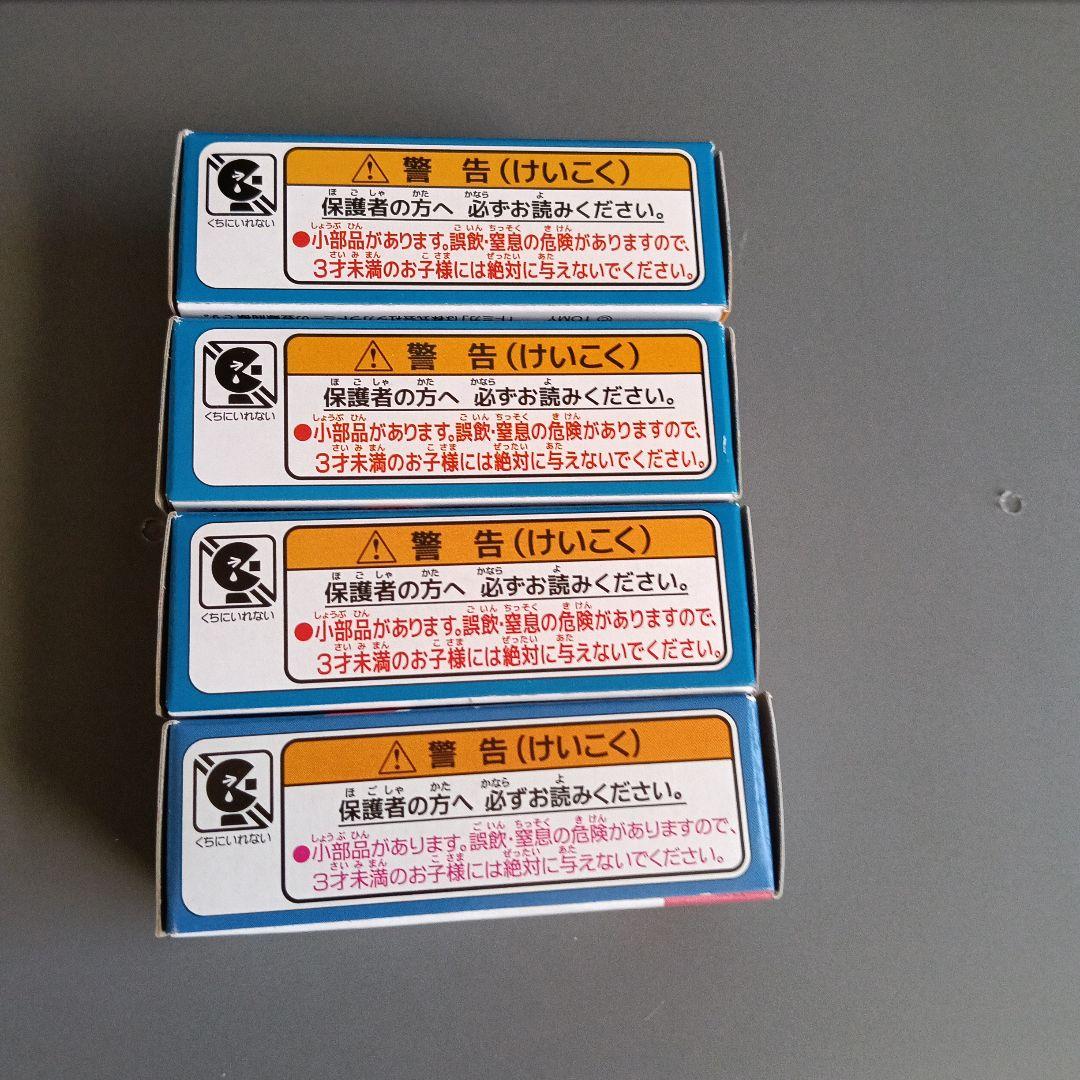 警 告(けいこく)
ほごしゃ かた かなら よ
保護者の方へ 必ずお読みください。
しょうぶひん ごいん ちっそく きけん
●小部品があります。誤飲・窒息の危険がありますので、
さいみまん こさま ぜったい あた
3才未満のお子様には絶対に与えないでください。
くちにいれない
© TOMY
警 告(けいこく)
ほごしゃ かた かなら よ
保護者の方へ 必ずお読みください。
しょうぶひん ごいん ちっそく きけん
●小部品があります。誤飲・窒息の危険がありますので、
さいみまん こさま ぜったい あた
3才未満のお子様には絶対に与えないでください。
くちにいれない
警 告(けいこく)
ほごしゃ かた かなら よ
保護者の方へ 必ずお読みください。
しょうぶひん ごいん ちっそく きけん
●小部品があります。誤飲・窒息の危険がありますので、
さいみまん こさま ぜったい あた
3才未満のお子様には絶対に与えないでください。
くちにいれない
警 告(けいこく)
ほごしゃ かた かなら よ
保護者の方へ 必ずお読みください。
しょうぶひん ごいん ちっそく きけん
●小部品があります。誤飲・窒息の危険がありますので、
さいみまん こさま ぜったい あた
3才未満のお子様には絶対に与えないでください。
くちにいれない